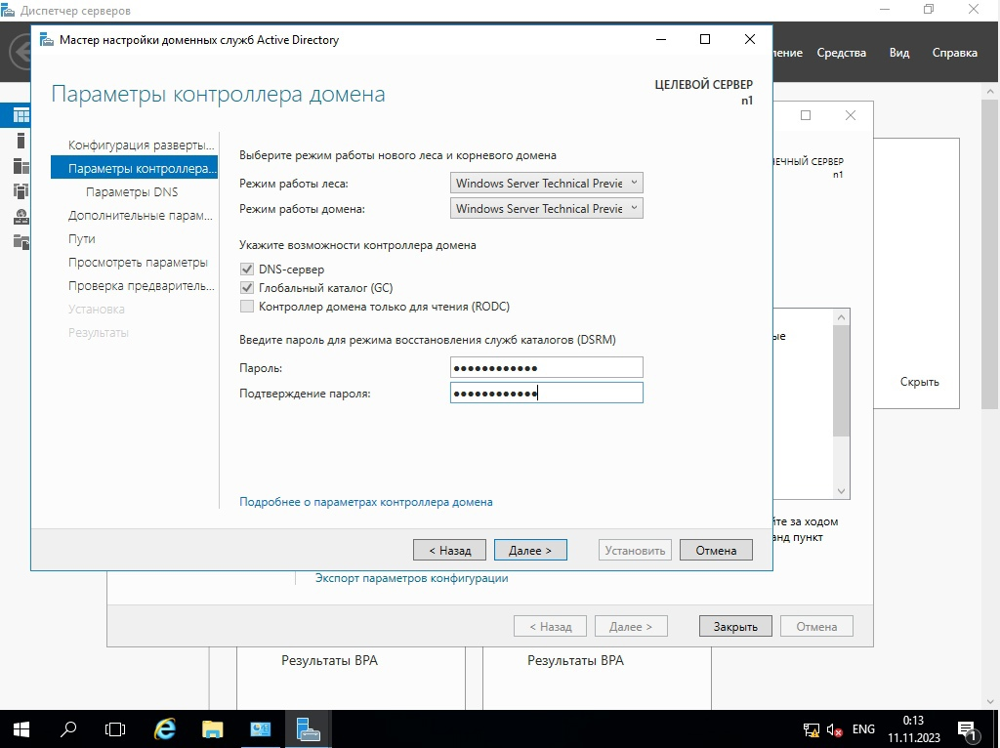 Диспетчер серверов
Мастер настройки доменных служб Active Directory
Средства
Вид
Справка
Параметры контроллера домена
ЦЕЛЕВОЙ СЕРВЕР
n1
Конфигурация разверты...
Параметры контроллера...
Параметры DNS
Дополнительные парам...
Пути
Просмотреть параметры
Проверка предваритель...
Установка
Результаты
Выберите режим работы нового леса и корневого домена
Режим работы леса:
Windows Server Technical Previe
Режим работы домена:
Windows Server Technical Previe
Укажите возможности контроллера домена
DNS-сервер
Глобальный каталог (GC)
Контроллер домена только для чтения (RODC)
Введите пароль для режима восстановления служб каталогов (DSRM)
Пароль:
●●●●●●●●●●●●
Подтверждение пароля:
●●●●●●●●●●●●
Подробнее о параметрах контроллера домена
< Назад
Далее >
Установить
Отмена
СЕРВЕР
n1
Скрыть
за ходом
пункт
Экспорт параметров конфигурации
< Назад
Далее >
Закрыть
Отмена
Результаты BPA
Результаты BPA
ENG
0:13
11.11.2023
1